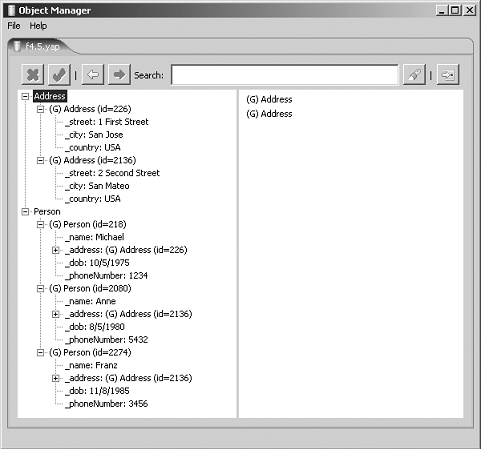 Object Manager
File Help
f4.5.yap
Search:
Address
(G) Address (id=226)
_street: 1 First Street
_city: San Jose
_country: USA
(G) Address (id=2136)
_street: 2 Second Street
_city: San Mateo
_country: USA
Person
(G) Person (id=218)
_name: Michael
_address: (G) Address (id=226)
_dob: 10/5/1975
_phoneNumber: 1234
(G) Person (id=2080)
_name: Anne
_address: (G) Address (id=2136)
_dob: 8/5/1980
_phoneNumber: 5432
(G) Person (id=2274)
_name: Franz
_address: (G) Address (id=2136)
_dob: 11/8/1985
_phoneNumber: 3456
(G) Address
(G) Address